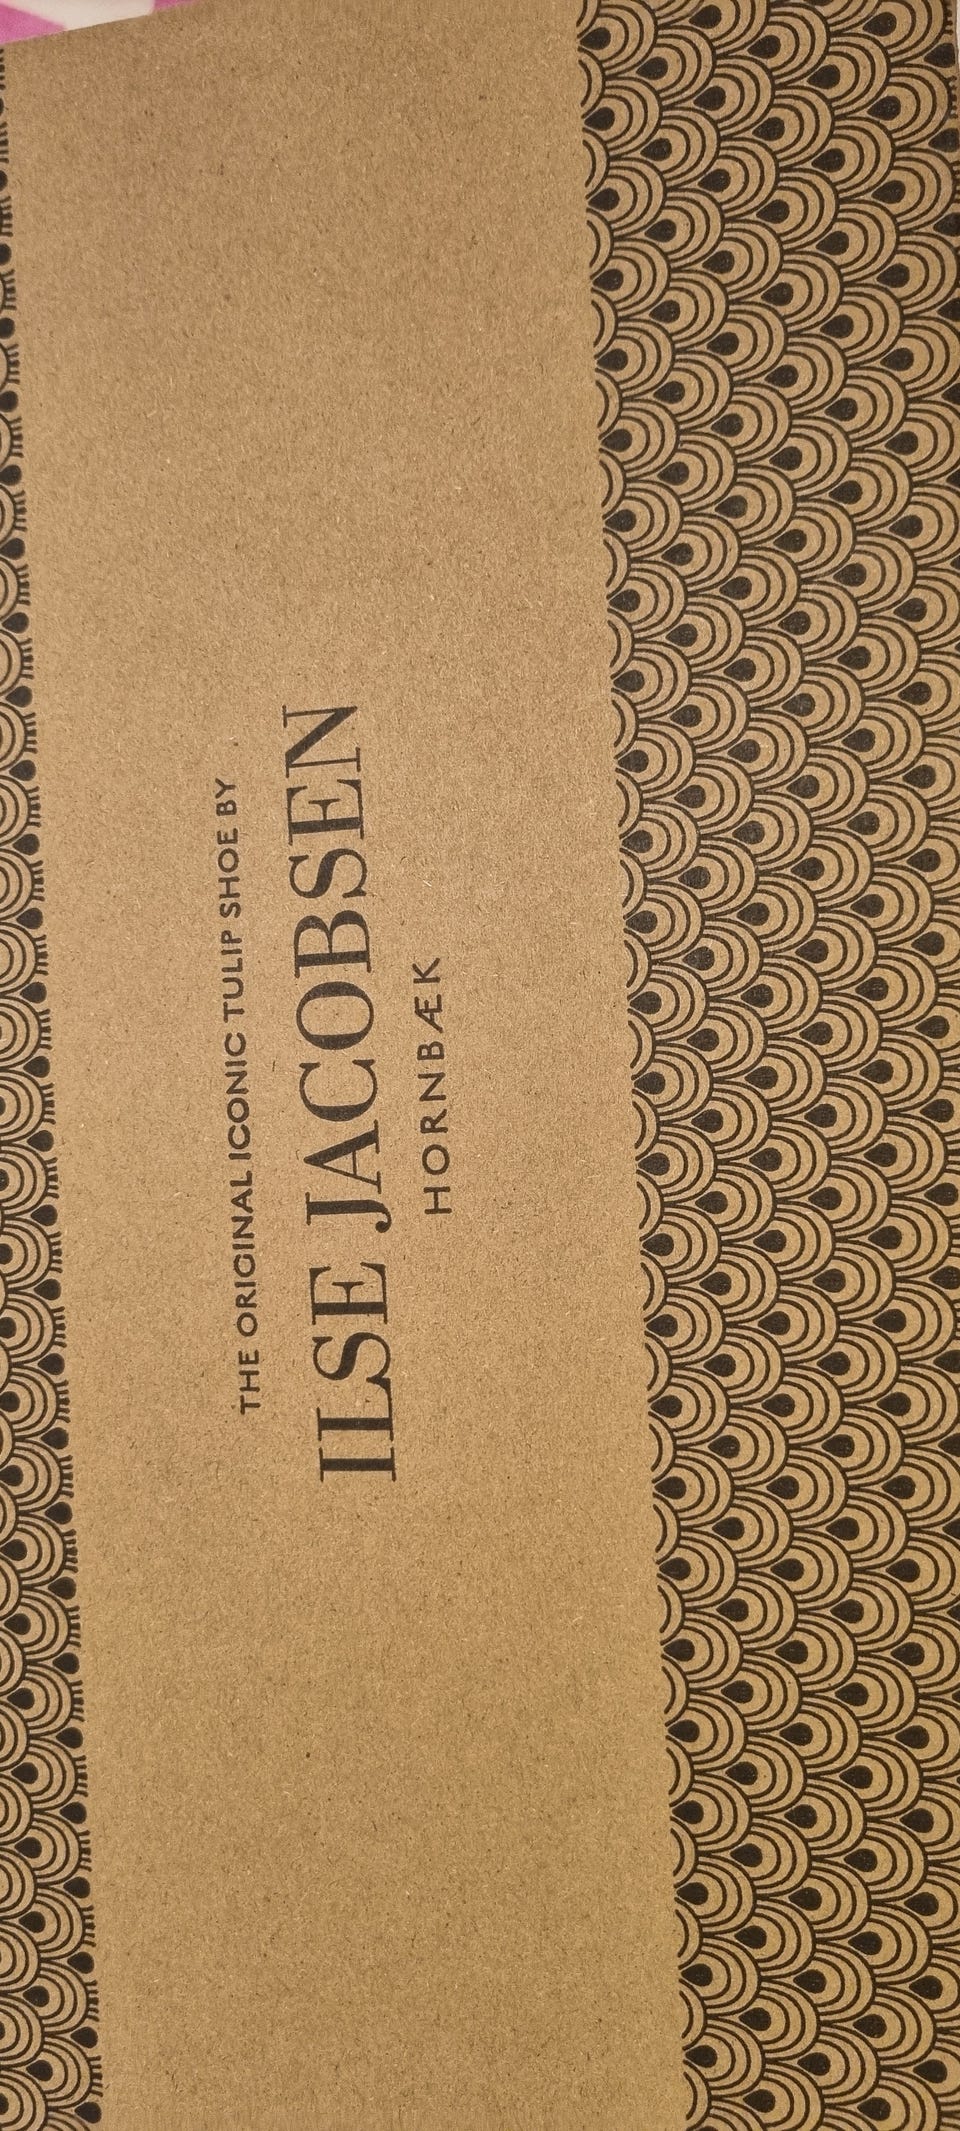 THE ORIGINAL ICONIC TULIP SHOE BY
ILSE JACOBSEN
HORNBÆK